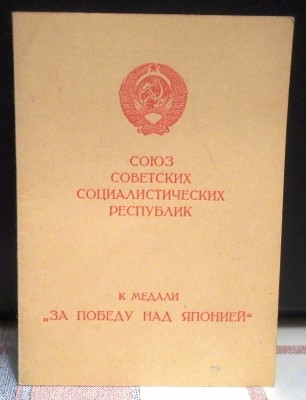 СОЮЗ
СОВЕТСКИХ
СОЦИАЛИСТИЧЕСКИХ
РЕСПУБЛИК
К МЕДАЛИ
„ЗА ПОБЕДУ НАД ЯПОНИЕЙ“